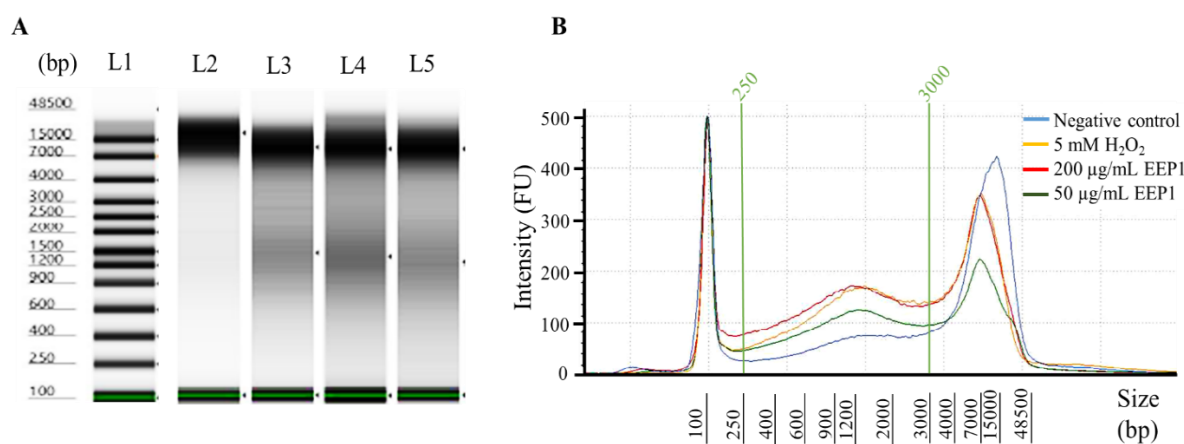 A
(bp)
L1
L2
L3
L4
L5
48500
15000
7000
4000
3000
2500
2000
1500
1200
900
600
400
250
100
B
250
3000
Negative control
5 mM H₂O₂
200 µg/mL EEP1
50 µg/mL EEP1
Intensity (FU)
500
400
300
200
100
0
100
250
400
600
900
1200
2000
3000
4000
7000
15000
48500
Size
(bp)